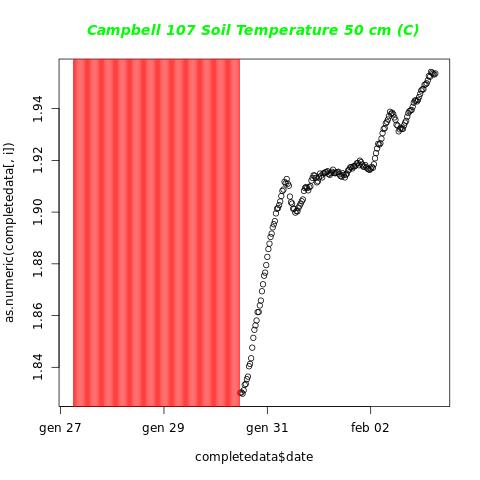 Campbell 107 Soil Temperature 50 cm (C)
as.numeric(completedata[, i])
1.94
1.92
1.90
1.88
1.86
1.84
gen 27
gen 29
gen 31
feb 02
completedata$date